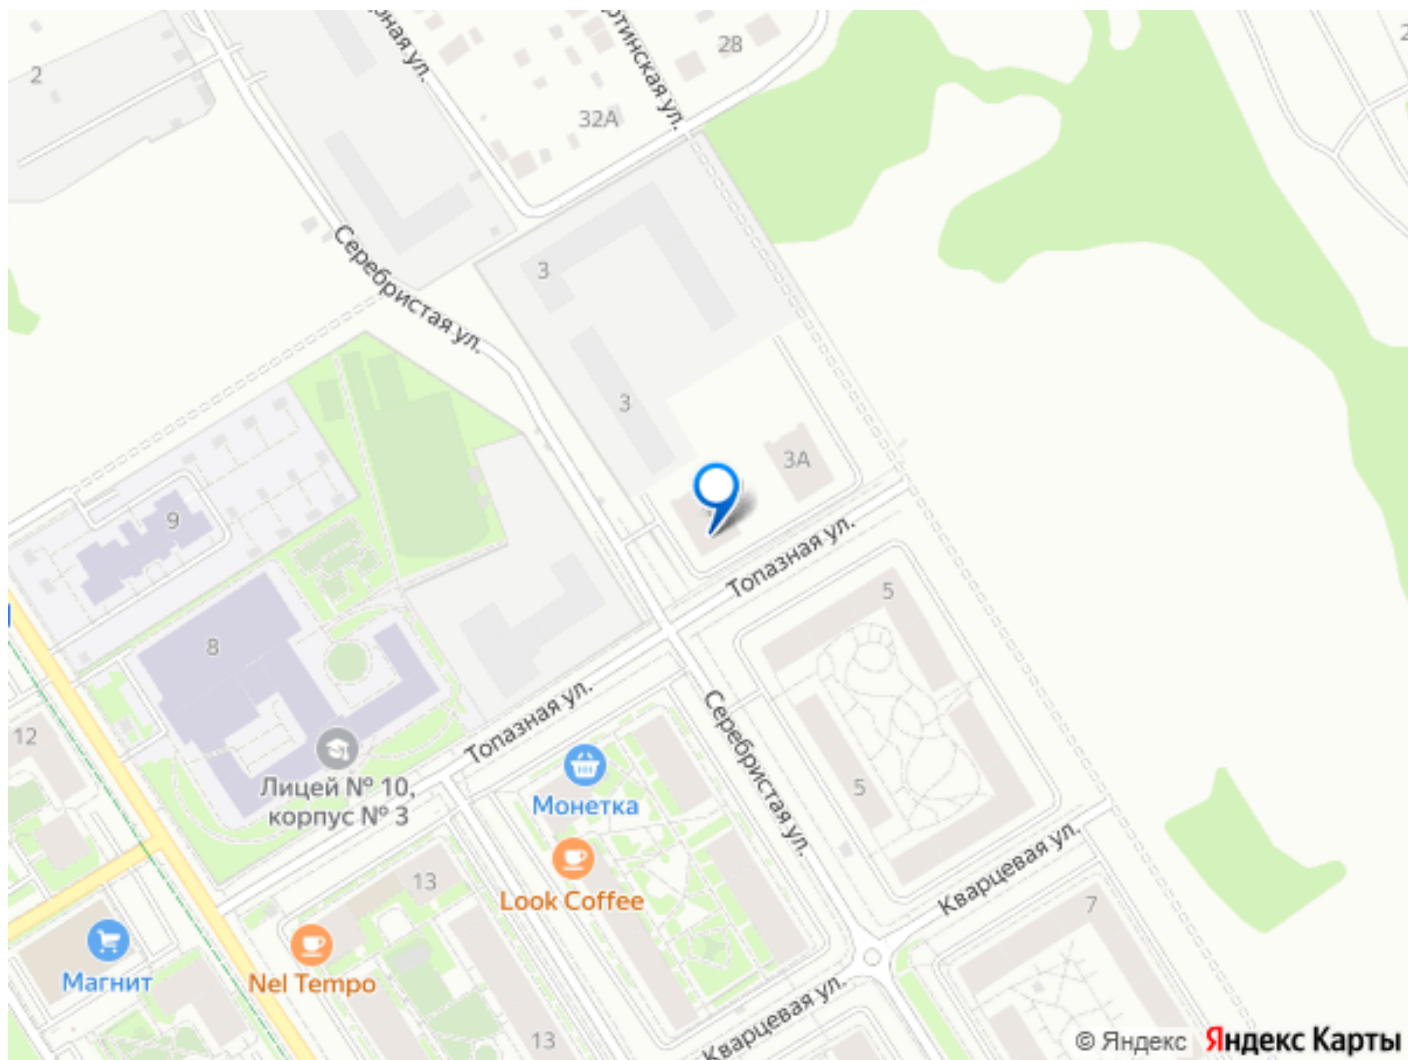 2
28
32А
3
Серебристая ул.
3
3А
9
Топазная ул.
5
8
12
Топазная ул.
Серебристая ул.
Лицей № 10,
корпус № 3
Монетка
5
13
Look Coffee
Кварцевая ул.
7
Магнит
Nel Tempo
13
Кварцевая ул.
© Яндекс Яндекс Карты